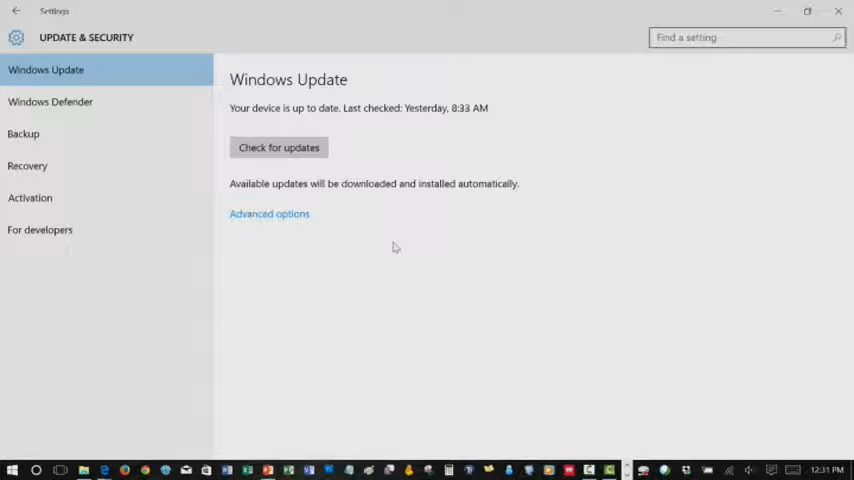 Settings
UPDATE & SECURITY
Find a setting
Windows Update
Windows Defender
Backup
Recovery
Activation
For developers
Windows Update
Your device is up to date. Last checked: Yesterday, 8:33 AM
Check for updates
Available updates will be downloaded and installed automatically.
Advanced options
12:31 PM